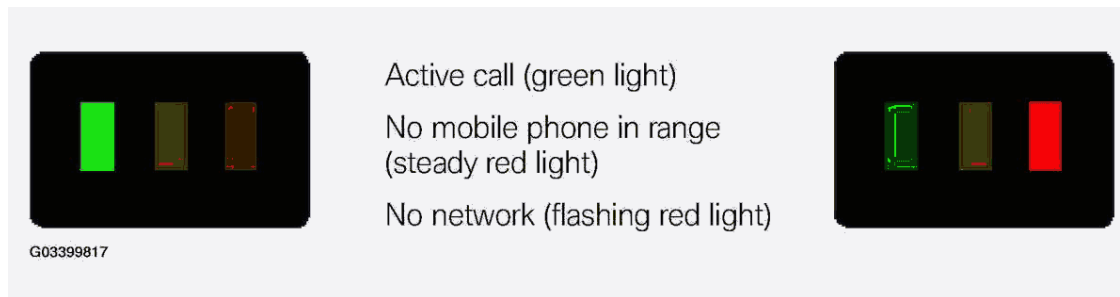 Active call (green light)
No mobile phone in range
(steady red light)
No network (flashing red light)
G03399817